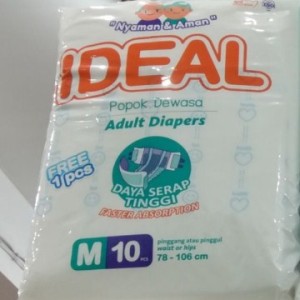 "Nyaman & Aman"
IDEAL
Popok Dewasa
Adult Diapers
FREE
1 pcs
DAYA SERAP
TINGGI
FASTER ABSORPTION
M 10 PCS
pinggang atau pinggul
waist or hips
78 - 106 cm